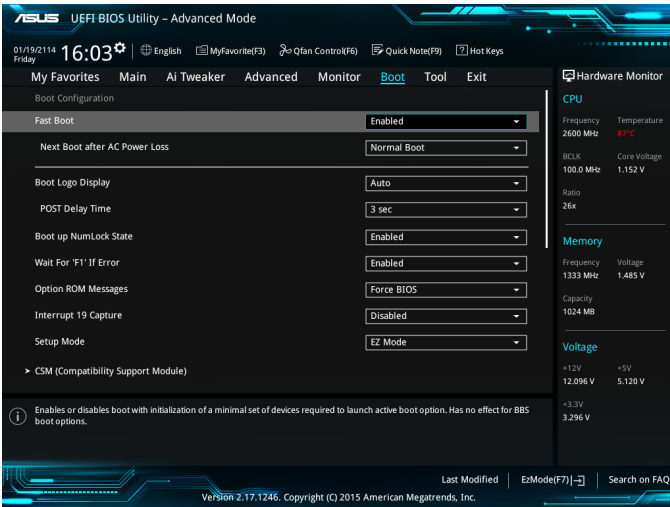 ASUS UEFI BIOS Utility – Advanced Mode
01/19/2114
Friday
16:03
English
MyFavorite(F3)
Qfan Control(F6)
Quick Note(F9)
? Hot Keys
My Favorites Main Ai Tweaker Advanced Monitor Boot Tool Exit
Boot Configuration
Fast Boot Enabled
Next Boot after AC Power Loss Normal Boot
Boot Logo Display Auto
POST Delay Time 3 sec
Boot up NumLock State Enabled
Wait For 'F1' If Error Enabled
Option ROM Messages Force BIOS
Interrupt 19 Capture Disabled
Setup Mode EZ Mode
CSM (Compatibility Support Module)
Enables or disables boot with initialization of a minimal set of devices required to launch active boot option. Has no effect for BBS
boot options.
Hardware Monitor
CPU
Frequency Temperature
2600 MHz 87°C
BCLK Core Voltage
100.0 MHz 1.152 V
Ratio
26x
Memory
Frequency Voltage
1333 MHz 1.485 V
Capacity
1024 MB
Voltage
+12V +5V
12.096 V 5.120 V
+3.3V
3.296 V
Last Modified
EzMode(F7)
Search on FAQ
Version 2.17.1246. Copyright (C) 2015 American Megatrends, Inc.